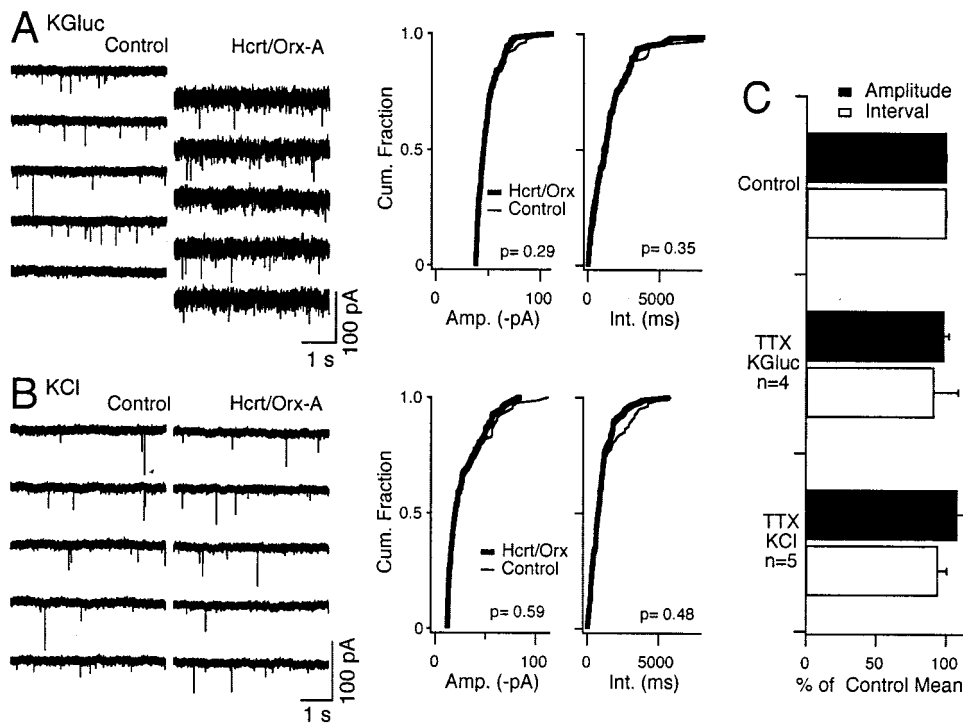 A KGluc
Control
Hcrt/Orx-A
1 s
100 pA
Cum. Fraction
1.0
0.5
0
Hcrt/Orx
Control
p= 0.29
0
100
Amp. (-pA)
p= 0.35
0
5000
Int. (ms)
B KCl
Control
Hcrt/Orx-A
1 s
100 pA
Cum. Fraction
1.0
0.5
0
Hcrt/Orx
Control
p= 0.59
0
100
Amp. (-pA)
p= 0.48
0
5000
Int. (ms)
C
Amplitude
Interval
Control
TTX
KGluc
n=4
TTX
KCl
n=5
0
50
100
% of Control Mean